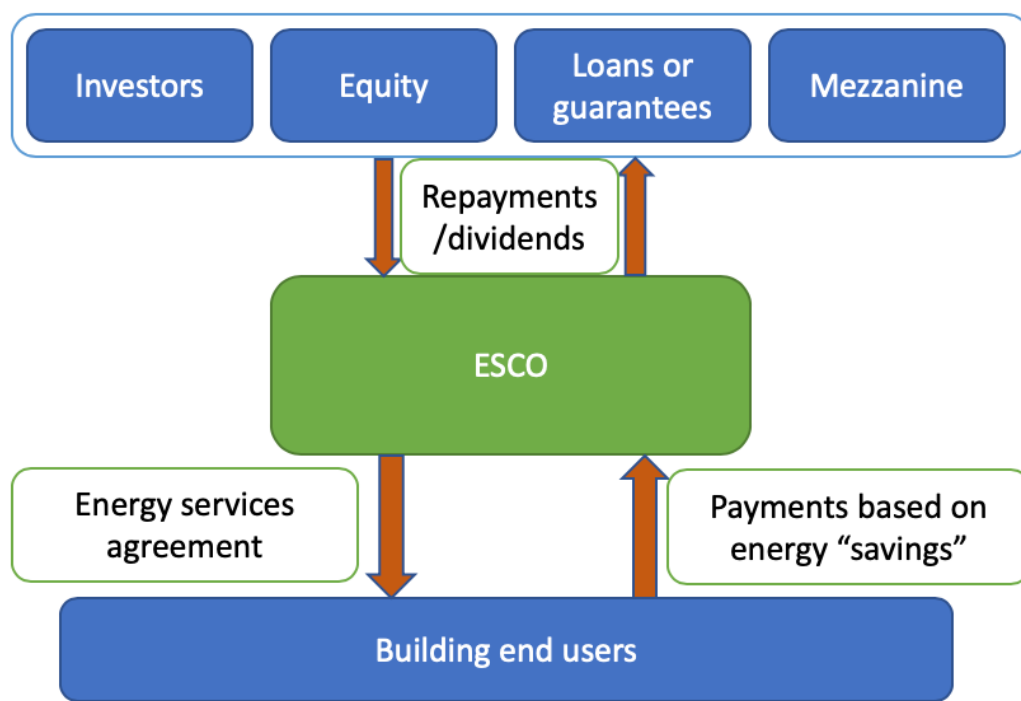 Investors
Equity
Loans or
guarantees
Mezzanine
Repayments
/dividends
ESCO
Energy services
agreement
Payments based on
energy “savings”
Building end users